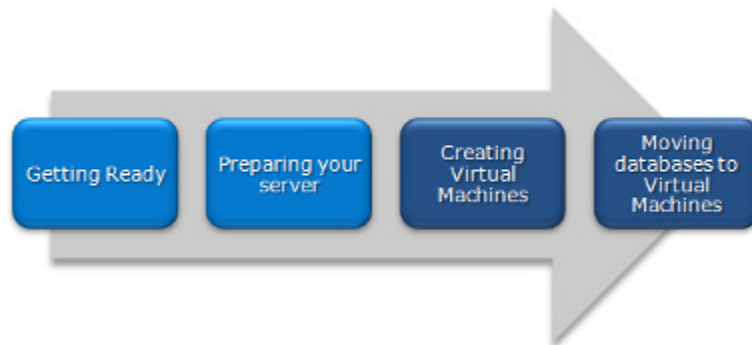 Getting Ready
Preparing your
server
Creating
Virtual
Machines
Moving
databases to
Virtual
Machines